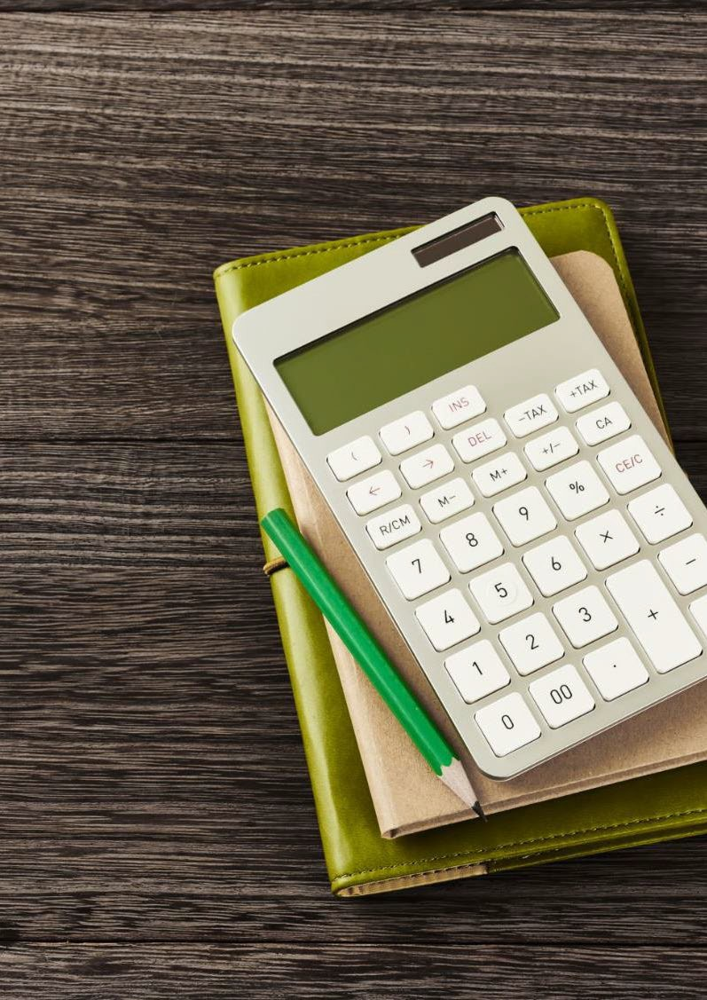 ( ) INS -TAX +TAX
← → DEL +/- CA
R/CM M- M+ % CE/C
7 8 9 × ÷
4 5 6 + −
1 2 3
0 00 .